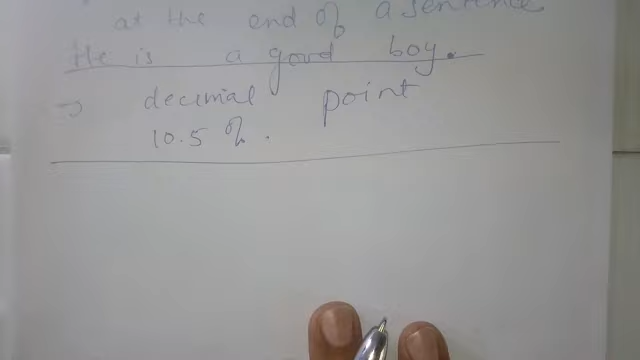 at the end of a sentence
He is a good boy.
⇒ decimal point
10.5 %.